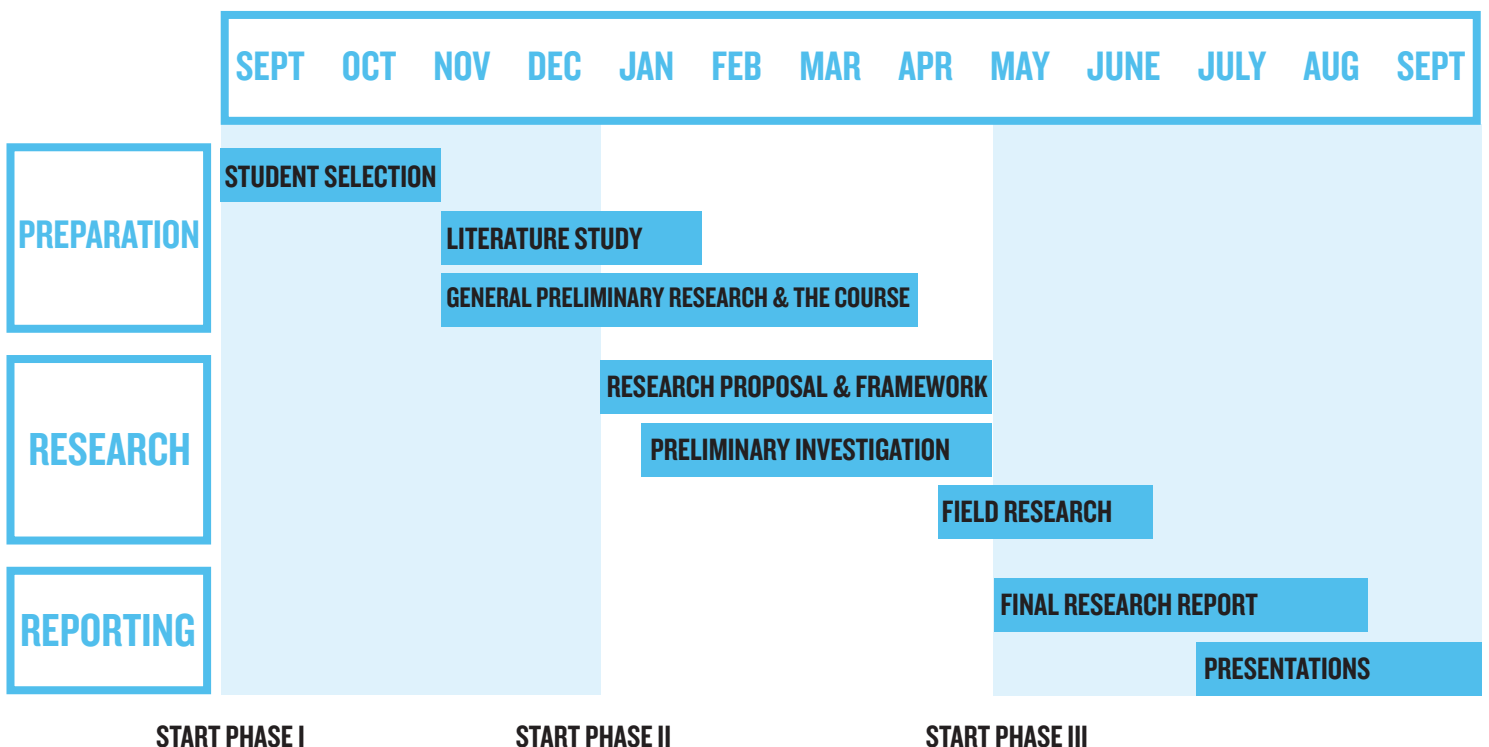 SEPT OCT NOV DEC JAN FEB MAR APR MAY JUNE JULY AUG SEPT
PREPARATION
STUDENT SELECTION
LITERATURE STUDY
GENERAL PRELIMINARY RESEARCH & THE COURSE
RESEARCH
RESEARCH PROPOSAL & FRAMEWORK
PRELIMINARY INVESTIGATION
FIELD RESEARCH
REPORTING
FINAL RESEARCH REPORT
PRESENTATIONS
START PHASE I START PHASE II START PHASE III